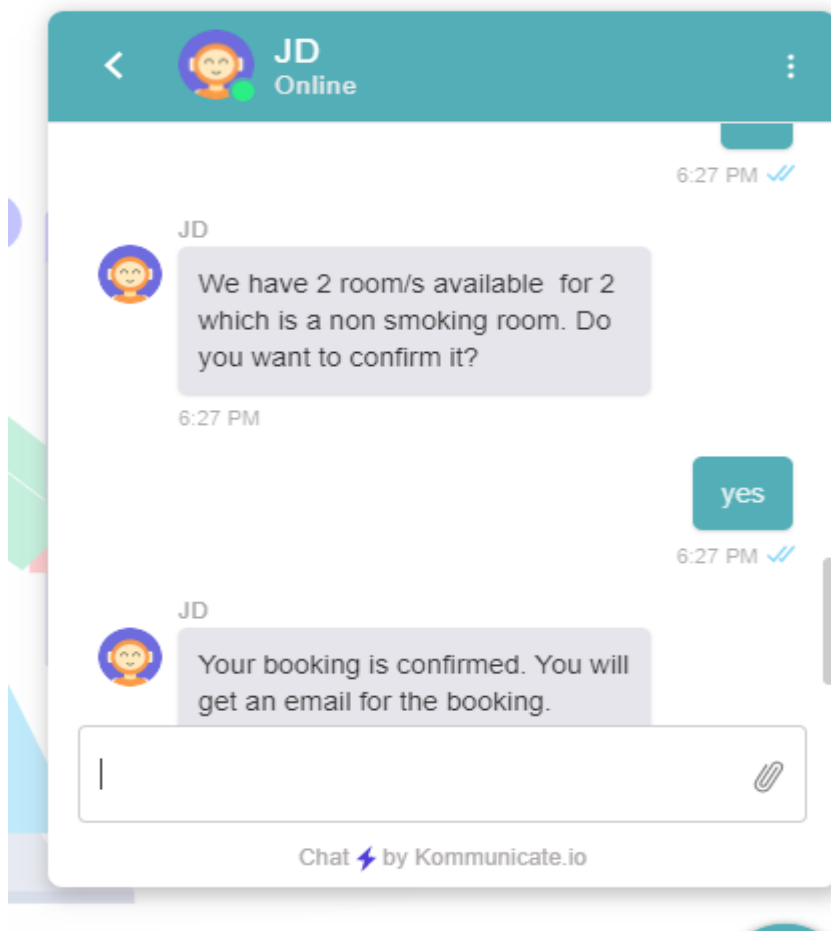 JD
Online
6:27 PM
JD
We have 2 room/s available  for 2
which is a non smoking room. Do
you want to confirm it?
6:27 PM
yes
6:27 PM
JD
Your booking is confirmed. You will
get an email for the booking.
Chat by Kommunicate.io